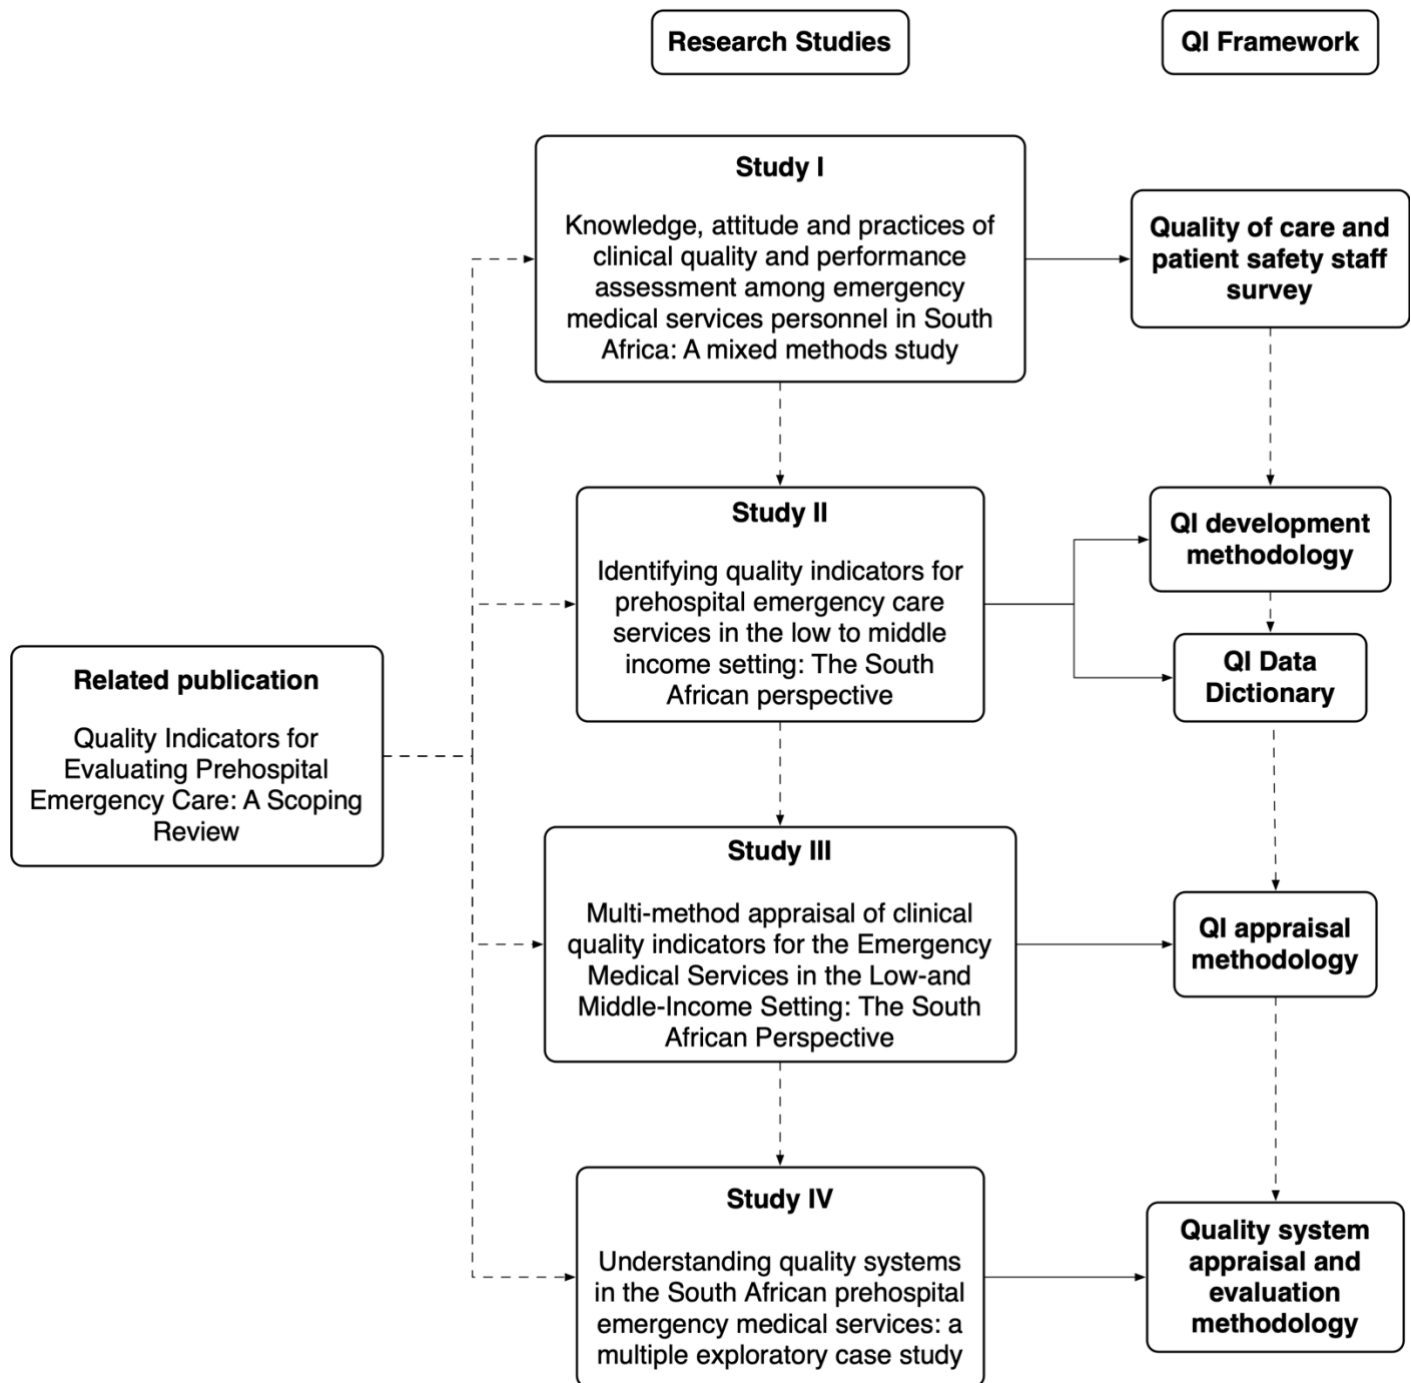 Research Studies
QI Framework
Study I
Knowledge, attitude and practices of
clinical quality and performance
assessment among emergency
medical services personnel in South
Africa: A mixed methods study
Quality of care and
patient safety staff
survey
Study II
Identifying quality indicators for
prehospital emergency care
services in the low to middle
income setting: The South
African perspective
QI development
methodology
QI Data
Dictionary
Related publication
Quality Indicators for
Evaluating Prehospital
Emergency Care: A Scoping
Review
Study III
Multi-method appraisal of clinical
quality indicators for the Emergency
Medical Services in the Low-and
Middle-Income Setting: The South
African Perspective
QI appraisal
methodology
Study IV
Understanding quality systems
in the South African prehospital
emergency medical services: a
multiple exploratory case study
Quality system
appraisal and
evaluation
methodology